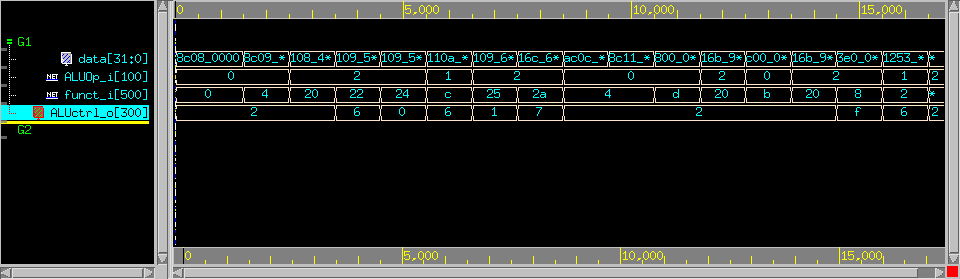 0 5,000 10,000 15,000
G1
data[31:0] 8c08_0000 8c09_* 108_4* 109_5* 109_5* 110a_* 109_6* 16c_6* ac0c_* 8c11_* 800_0* 16b_9* c00_0* 16b_9* 3e0_0* 1253_* *
NET ALUOp_i[100] 0 2 1 2 0 2 0 2 1 2
NET funct_i[500] 0 4 20 22 24 c 25 2a 4 d 20 b 20 8 2 *
ALUctrl_o[300] 2 6 0 6 1 7 2 f 6 2
G2
0 5,000 10,000 15,000